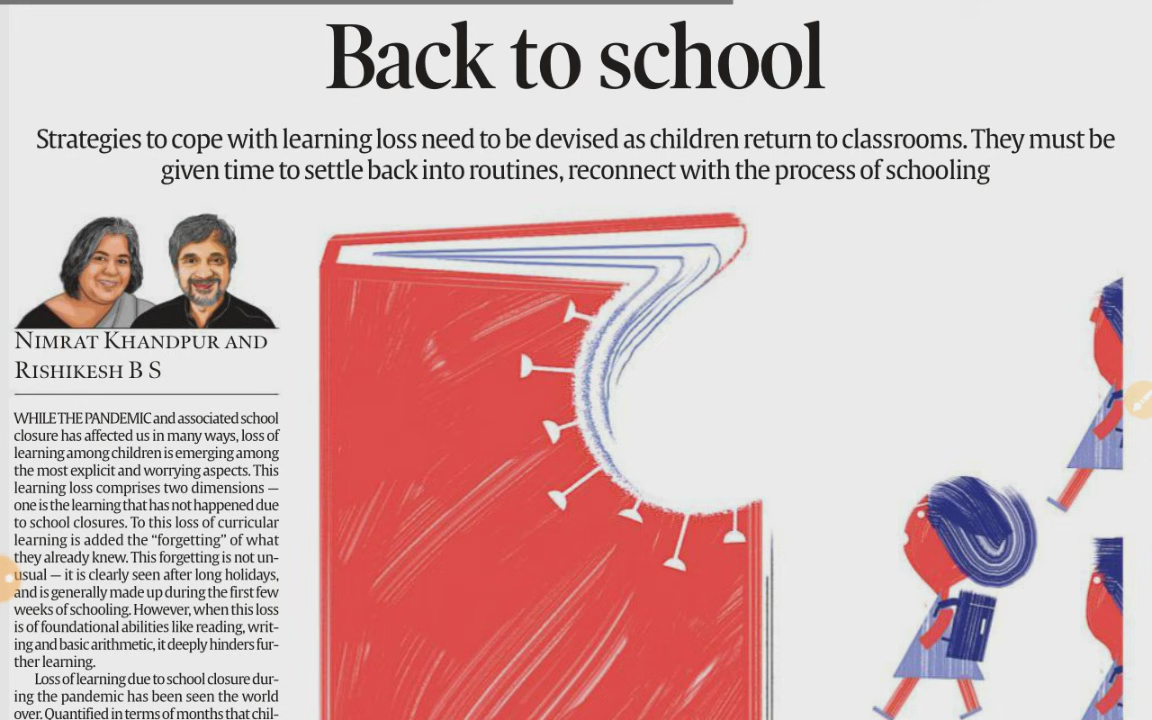 Back to school
Strategies to cope with learning loss need to be devised as children return to classrooms. They must be
given time to settle back into routines, reconnect with the process of schooling
NIMRAT KHANDPUR AND
RISHIKESH B S
WHILE THE PANDEMIC and associated school
closure has affected us in many ways, loss of
learning among children is emerging among
the most explicit and worrying aspects. This
learning loss comprises two dimensions —
one is the learning that has not happened due
to school closures. To this loss of curricular
learning is added the “forgetting” of what
they already knew. This forgetting is not un-
usual — it is clearly seen after long holidays,
and is generally made up during the first few
weeks of schooling. However, when this loss
is of foundational abilities like reading, writ-
ing and basic arithmetic, it deeply hinders fur-
ther learning.
Loss of learning due to school closure dur-
ing the pandemic has been seen the world
over. Quantified in terms of months that chil-